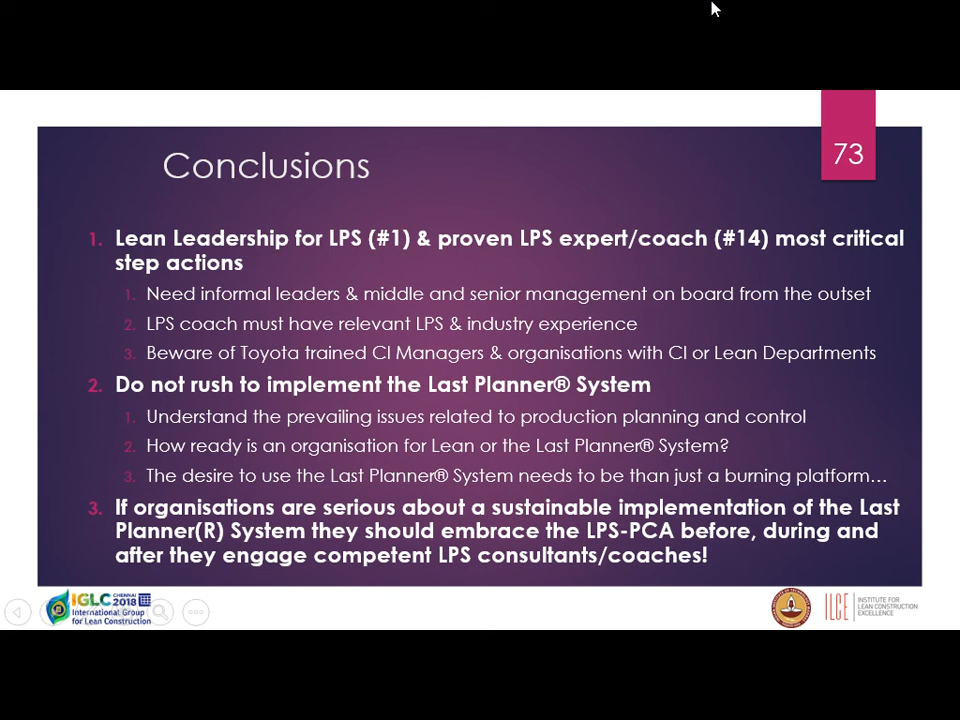 73
Conclusions
1. Lean Leadership for LPS (#1) & proven LPS expert/coach (#14) most critical
step actions
1. Need informal leaders & middle and senior management on board from the outset
2. LPS coach must have relevant LPS & industry experience
3. Beware of Toyota trained CI Managers & organisations with CI or Lean Departments
2. Do not rush to implement the Last Planner® System
1. Understand the prevailing issues related to production planning and control
2. How ready is an organisation for Lean or the Last Planner® System?
3. The desire to use the Last Planner® System needs to be than just a burning platform…
3. If organisations are serious about a sustainable implementation of the Last
Planner(R) System they should embrace the LPS-PCA before, during and
after they engage competent LPS consultants/coaches!
IGLC CHENNAI 2018
International Group
for Lean Construction
ILCE
INSTITUTE FOR
LEAN CONSTRUCTION
EXCELLENCE